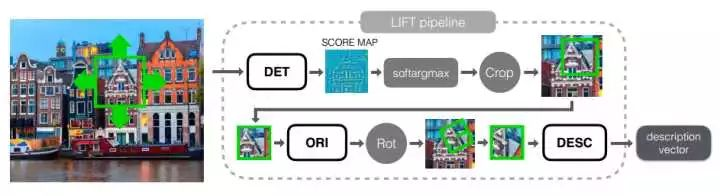 LIFT pipeline
SCORE MAP
DET
softargmax
Crop
ORI
Rot
DESC
description
vector